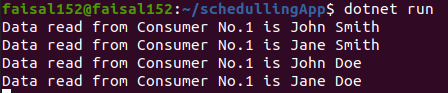 faisal152@faisal152:~/schedullingApp$ dotnet run
Data read from Consumer No.1 is John Smith
Data read from Consumer No.1 is Jane Smith
Data read from Consumer No.1 is John Doe
Data read from Consumer No.1 is Jane Doe